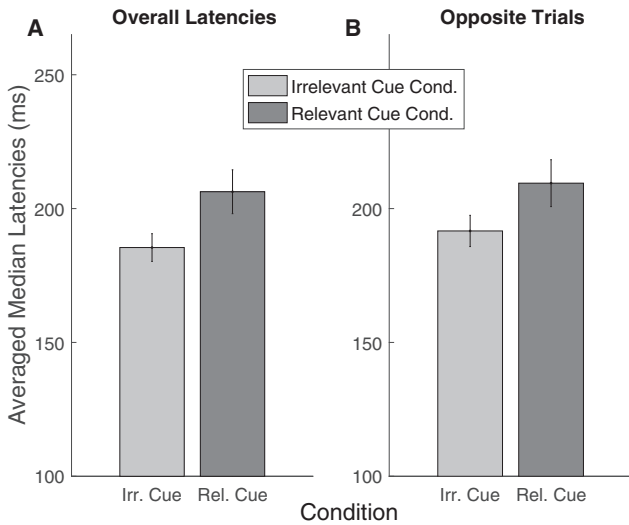 A Overall Latencies
B Opposite Trials
Irrelevant Cue Cond.
Relevant Cue Cond.
Averaged Median Latencies (ms)
250
200
150
100
200
150
100
Irr. Cue Rel. Cue
Irr. Cue Rel. Cue
Condition